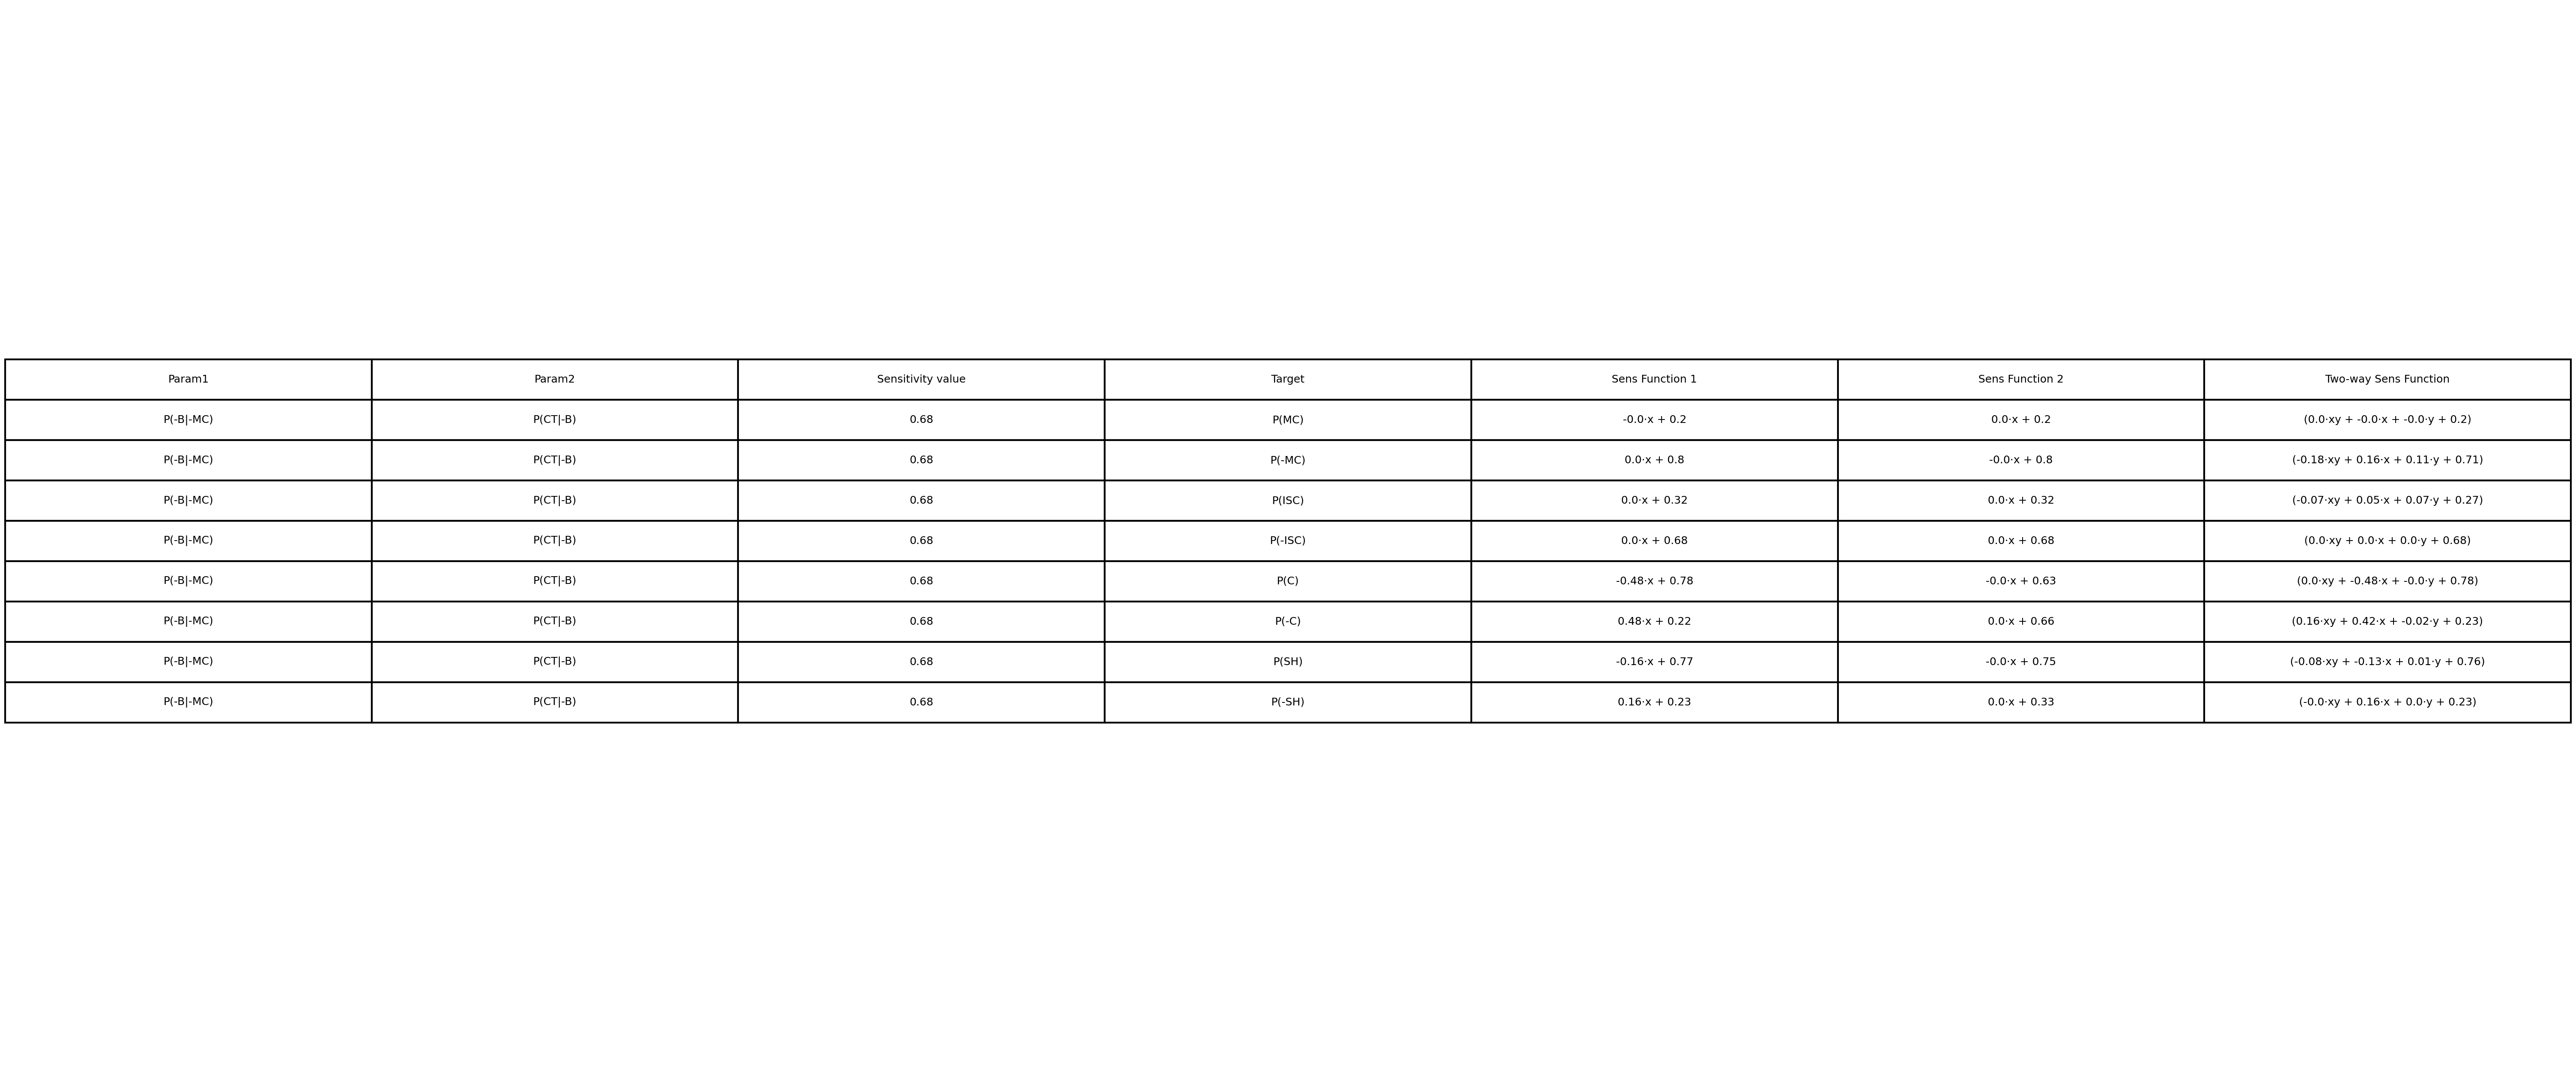 Param1 Param2 Sensitivity value Target Sens Function 1 Sens Function 2 Two-way Sens Function
P(-B|-MC) P(CT|-B) 0.68 P(MC) -0.0·x + 0.2 0.0·x + 0.2 (0.0·xy + -0.0·x + -0.0·y + 0.2)
P(-B|-MC) P(CT|-B) 0.68 P(-MC) 0.0·x + 0.8 -0.0·x + 0.8 (-0.18·xy + 0.16·x + 0.11·y + 0.71)
P(-B|-MC) P(CT|-B) 0.68 P(ISC) 0.0·x + 0.32 0.0·x + 0.32 (-0.07·xy + 0.05·x + 0.07·y + 0.27)
P(-B|-MC) P(CT|-B) 0.68 P(-ISC) 0.0·x + 0.68 0.0·x + 0.68 (0.0·xy + 0.0·x + 0.0·y + 0.68)
P(-B|-MC) P(CT|-B) 0.68 P(C) -0.48·x + 0.78 -0.0·x + 0.63 (0.0·xy + -0.48·x + -0.0·y + 0.78)
P(-B|-MC) P(CT|-B) 0.68 P(-C) 0.48·x + 0.22 0.0·x + 0.66 (0.16·xy + 0.42·x + -0.02·y + 0.23)
P(-B|-MC) P(CT|-B) 0.68 P(SH) -0.16·x + 0.77 -0.0·x + 0.75 (-0.08·xy + -0.13·x + 0.01·y + 0.76)
P(-B|-MC) P(CT|-B) 0.68 P(-SH) 0.16·x + 0.23 0.0·x + 0.33 (-0.0·xy + 0.16·x + 0.0·y + 0.23)